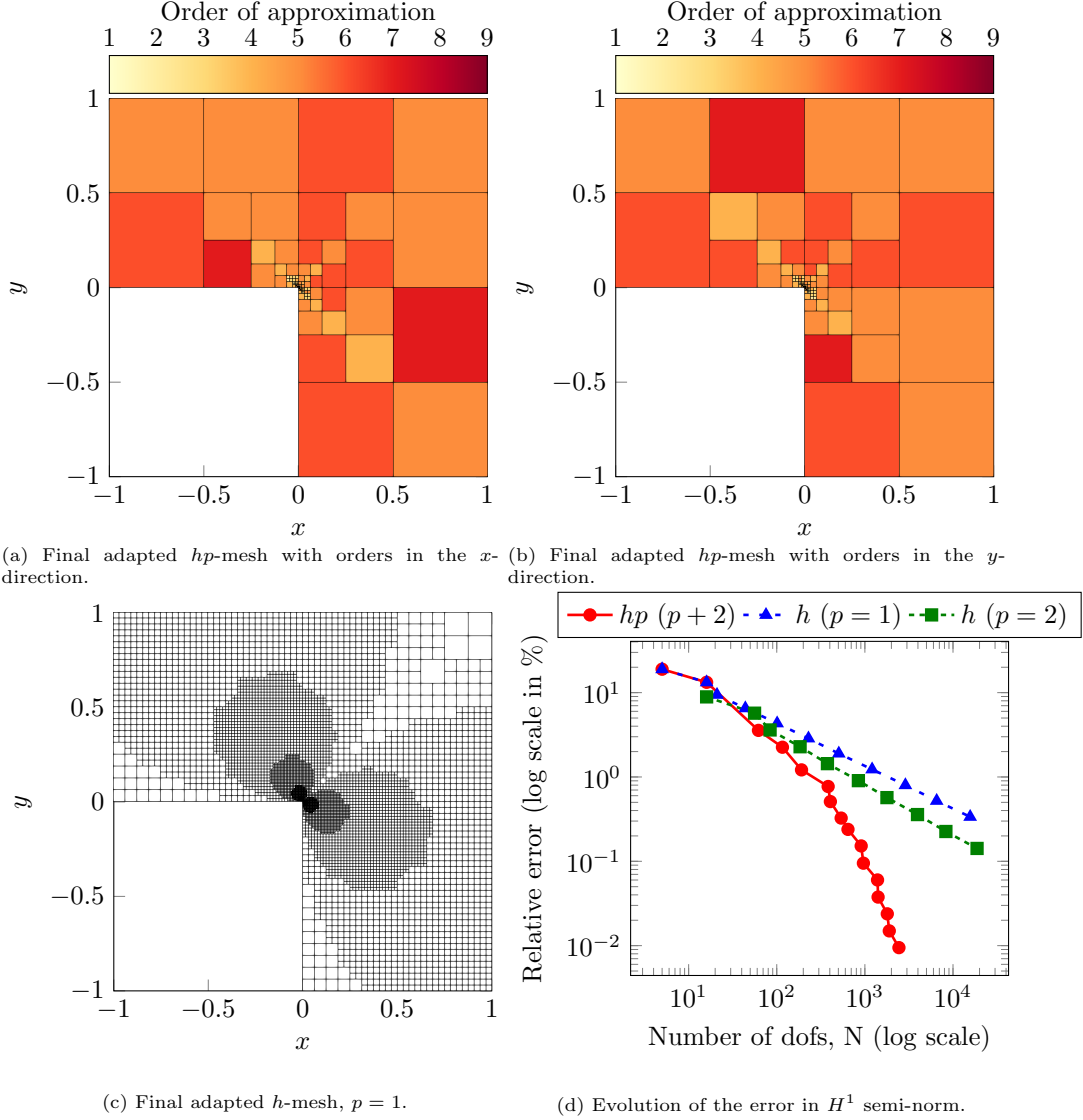 Order of approximation
1 2 3 4 5 6 7 8 9
1
0.5
0
−0.5
−1
y
−1 −0.5 0 0.5 1
x
(a) Final adapted hp-mesh with orders in the x-
direction.
Order of approximation
1 2 3 4 5 6 7 8 9
1
0.5
0
−0.5
−1
y
−1 −0.5 0 0.5 1
x
(b) Final adapted hp-mesh with orders in the y-
direction.
1
0.5
0
−0.5
−1
y
−1 −0.5 0 0.5 1
x
(c) Final adapted h-mesh, p = 1.
hp (p + 2) h (p = 1) h (p = 2)
Relative error (log scale in %)
10^1
10^0
10^−1
10^−2
10^1 10^2 10^3 10^4
Number of dofs, N (log scale)
(d) Evolution of the error in H^1 semi-norm.